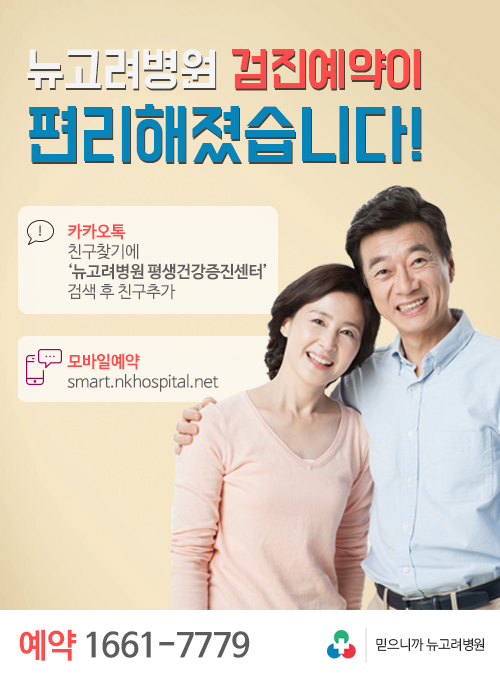 뉴고려병원 검진예약이
편리해졌습니다!
카카오톡
친구찾기에
‘뉴고려병원 평생건강증진센터’
검색 후 친구추가
모바일예약
smart.nkhospital.net
예약 1661-7779
믿으니까 뉴고려병원